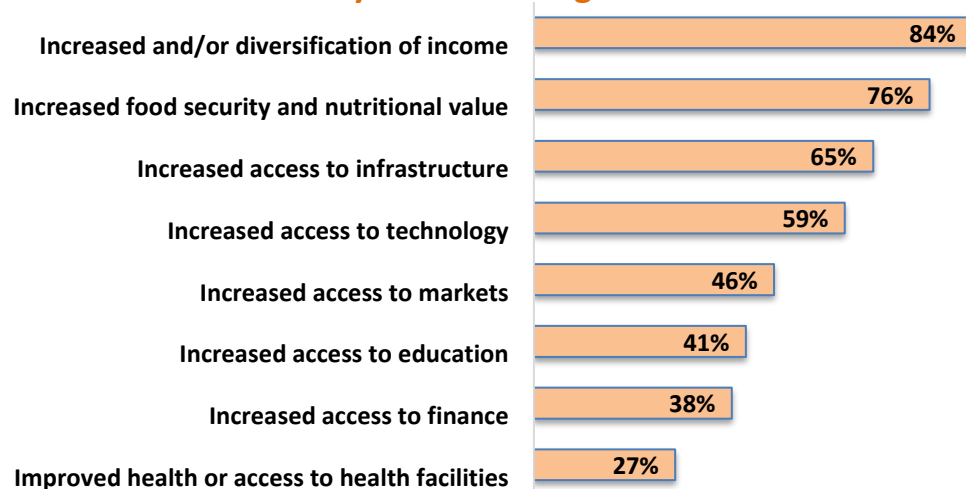 Increased and/or diversification of income 84%
Increased food security and nutritional value 76%
Increased access to infrastructure 65%
Increased access to technology 59%
Increased access to markets 46%
Increased access to education 41%
Increased access to finance 38%
Improved health or access to health facilities 27%